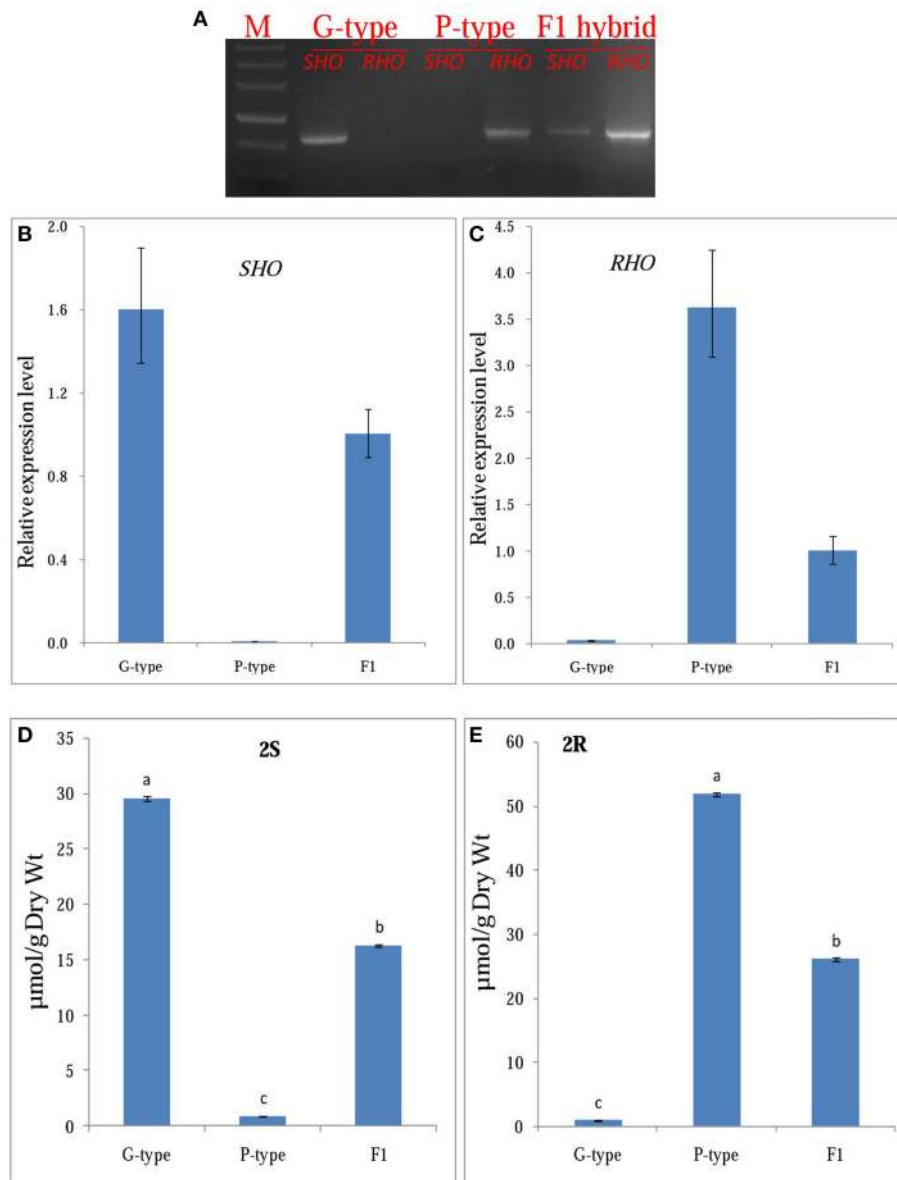 A
M G-type P-type F1 hybrid
SHO RHO SHO RHO SHO RHO
B
SHO
Relative expression level
2.0
1.6
1.2
0.8
0.4
0.0
G-type P-type F1
C
RHO
Relative expression level
4.5
4.0
3.5
3.0
2.5
2.0
1.5
1.0
0.5
0.0
G-type P-type F1
D
2S
µmol/g Dry Wt
35
30
25
20
15
10
5
0
a
c
b
G-type P-type F1
E
2R
µmol/g Dry Wt
60
50
40
30
20
10
0
c
a
b
G-type P-type F1